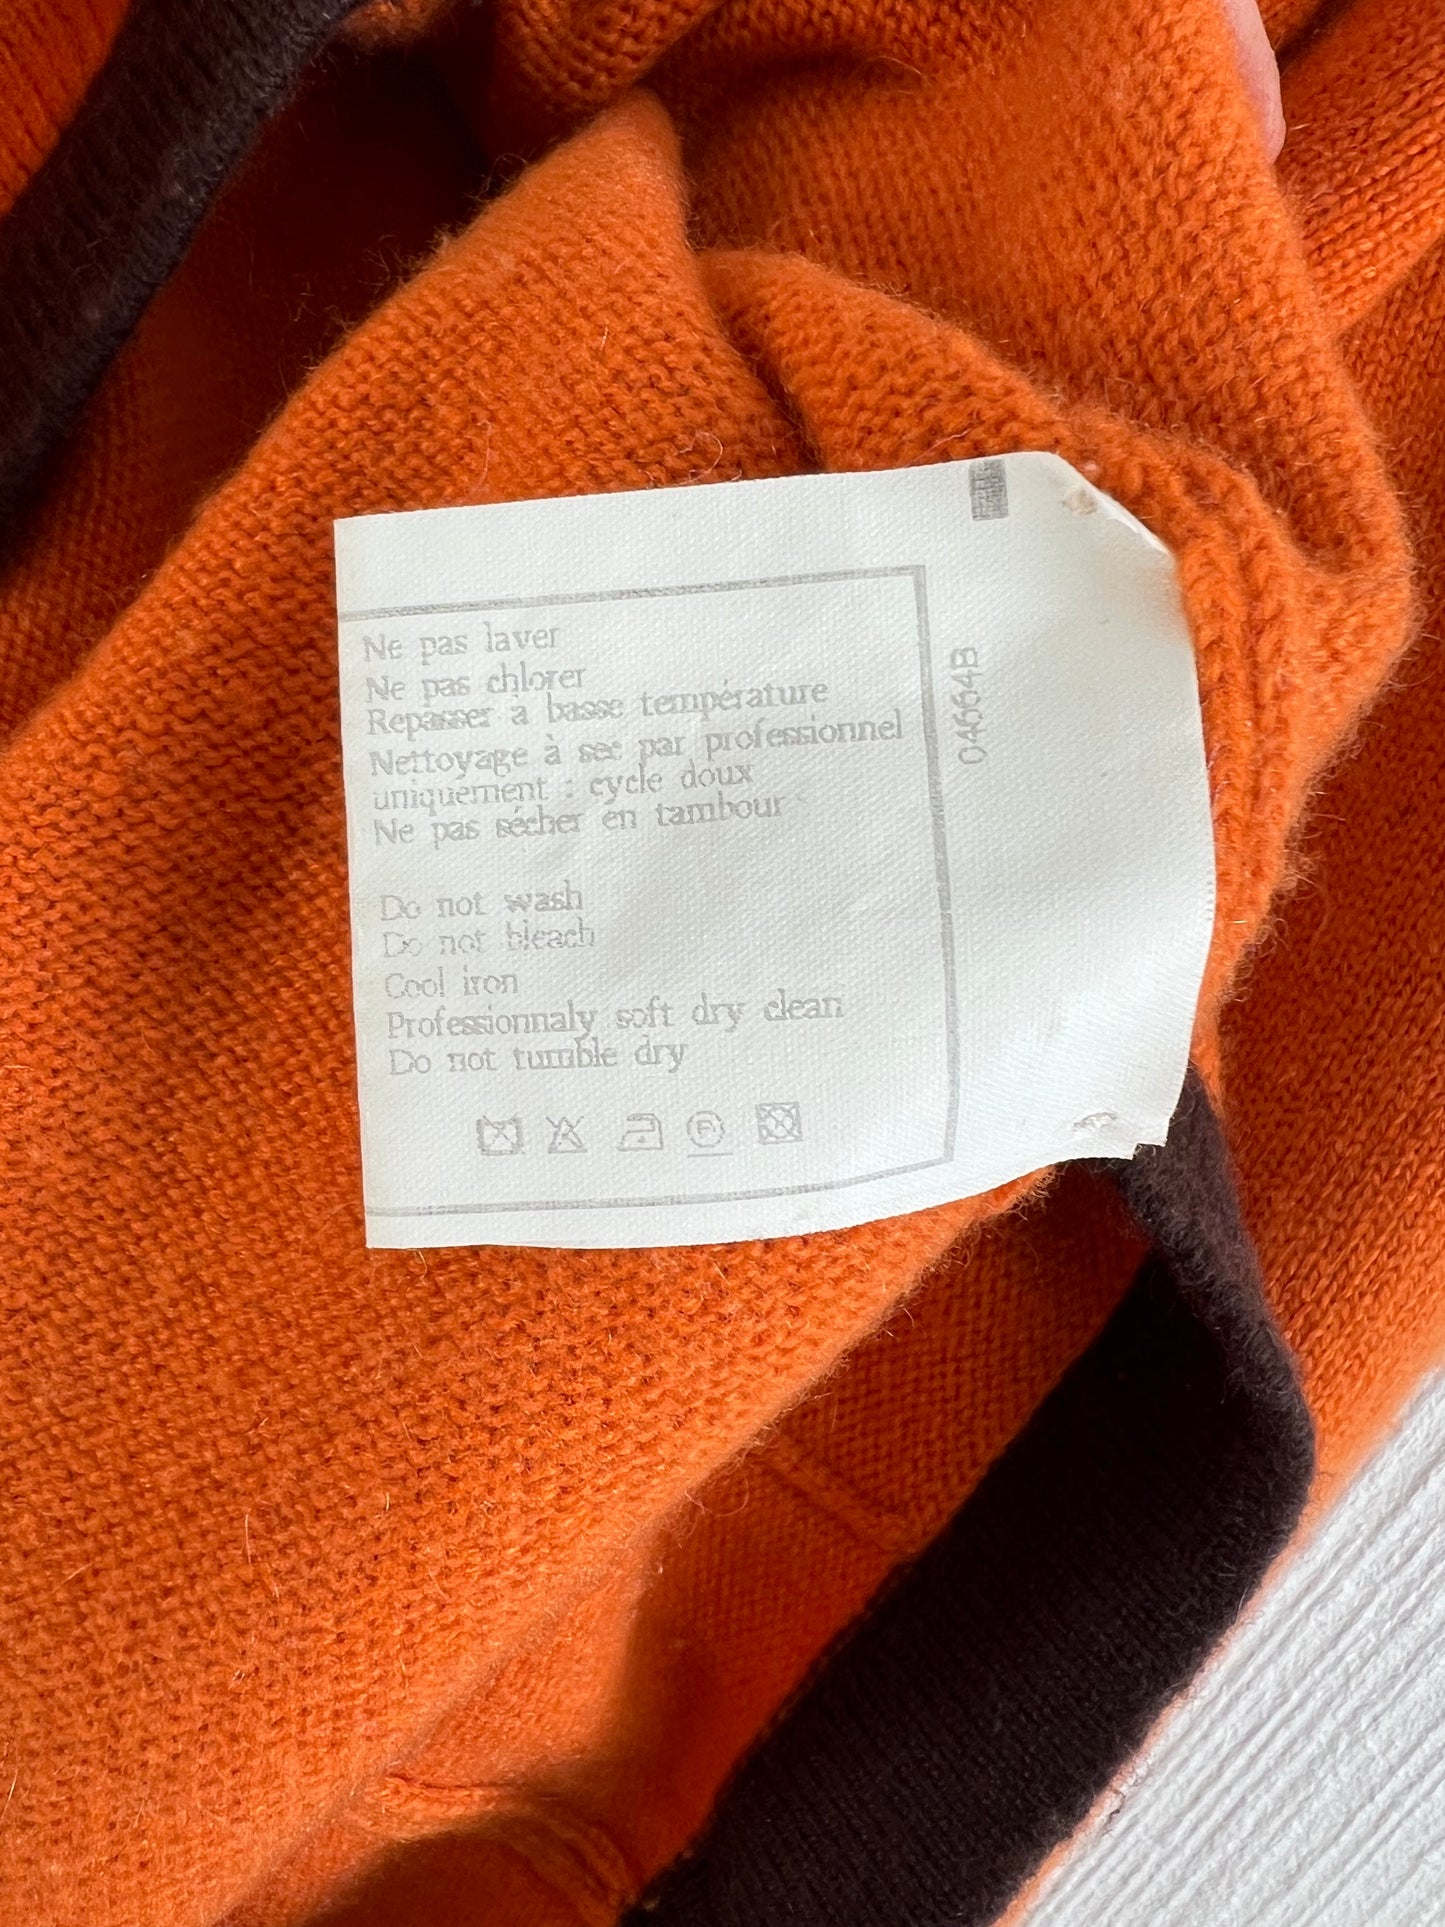 Ne pas laver
Ne pas chlorer
Repasser a basse température
Nettoyage à sec par professionnel
uniquement : cycle doux
Ne pas sécher en tambour
Do not wash
Do not bleach
Cool iron
Professionnaly soft dry clean
Do not tumble dry
P
04664B